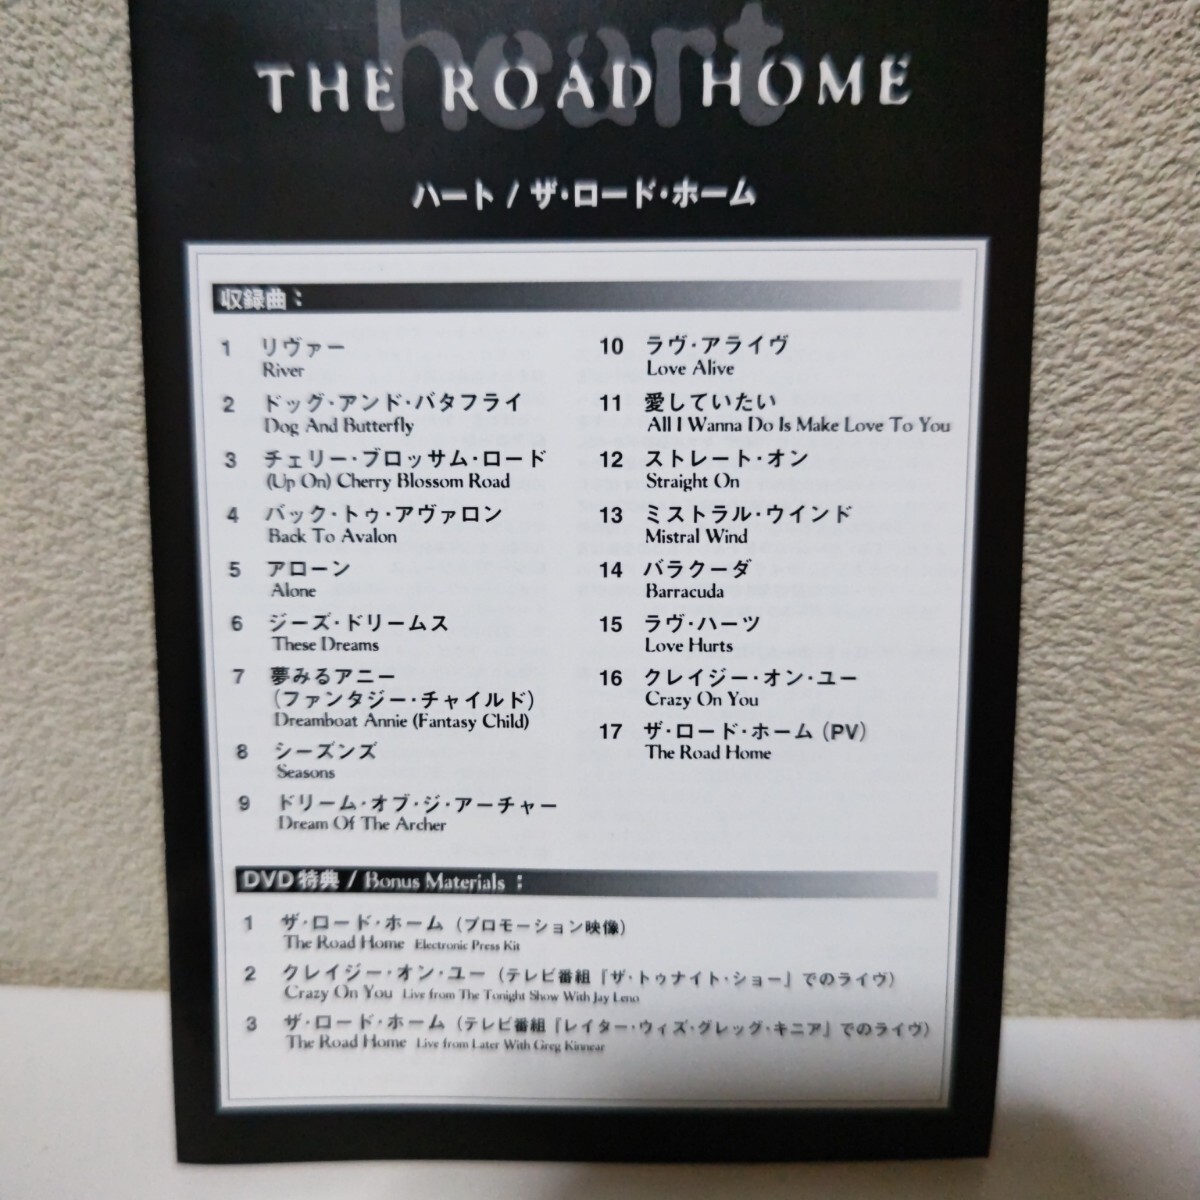 heart
THE ROAD HOME
ハート / ザ・ロード・ホーム
収録曲：
1 リヴァー
River
2 ドッグ・アンド・バタフライ
Dog And Butterfly
3 チェリー・ブロッサム・ロード
(Up On) Cherry Blossom Road
4 バック・トゥ・アヴァロン
Back To Avalon
5 アローン
Alone
6 ジーズ・ドリームス
These Dreams
7 夢みるアニー
（ファンタジー・チャイルド）
Dreamboat Annie (Fantasy Child)
8 シーズンズ
Seasons
9 ドリーム・オブ・ジ・アーチャー
Dream Of The Archer
10 ラヴ・アライヴ
Love Alive
11 愛していたい
All I Wanna Do Is Make Love To You
12 ストレート・オン
Straight On
13 ミストラル・ウインド
Mistral Wind
14 バラクーダ
Barracuda
15 ラヴ・ハーツ
Love Hurts
16 クレイジー・オン・ユー
Crazy On You
17 ザ・ロード・ホーム（PV）
The Road Home
DVD特典 / Bonus Materials：
1 ザ・ロード・ホーム（プロモーション映像）
The Road Home Electronic Press Kit
2 クレイジー・オン・ユー（テレビ番組『ザ・トゥナイト・ショー』でのライヴ）
Crazy On You Live from The Tonight Show With Jay Leno
3 ザ・ロード・ホーム（テレビ番組『レイター・ウィズ・グレッグ・キニア』でのライヴ）
The Road Home Live from Later With Greg Kinnear